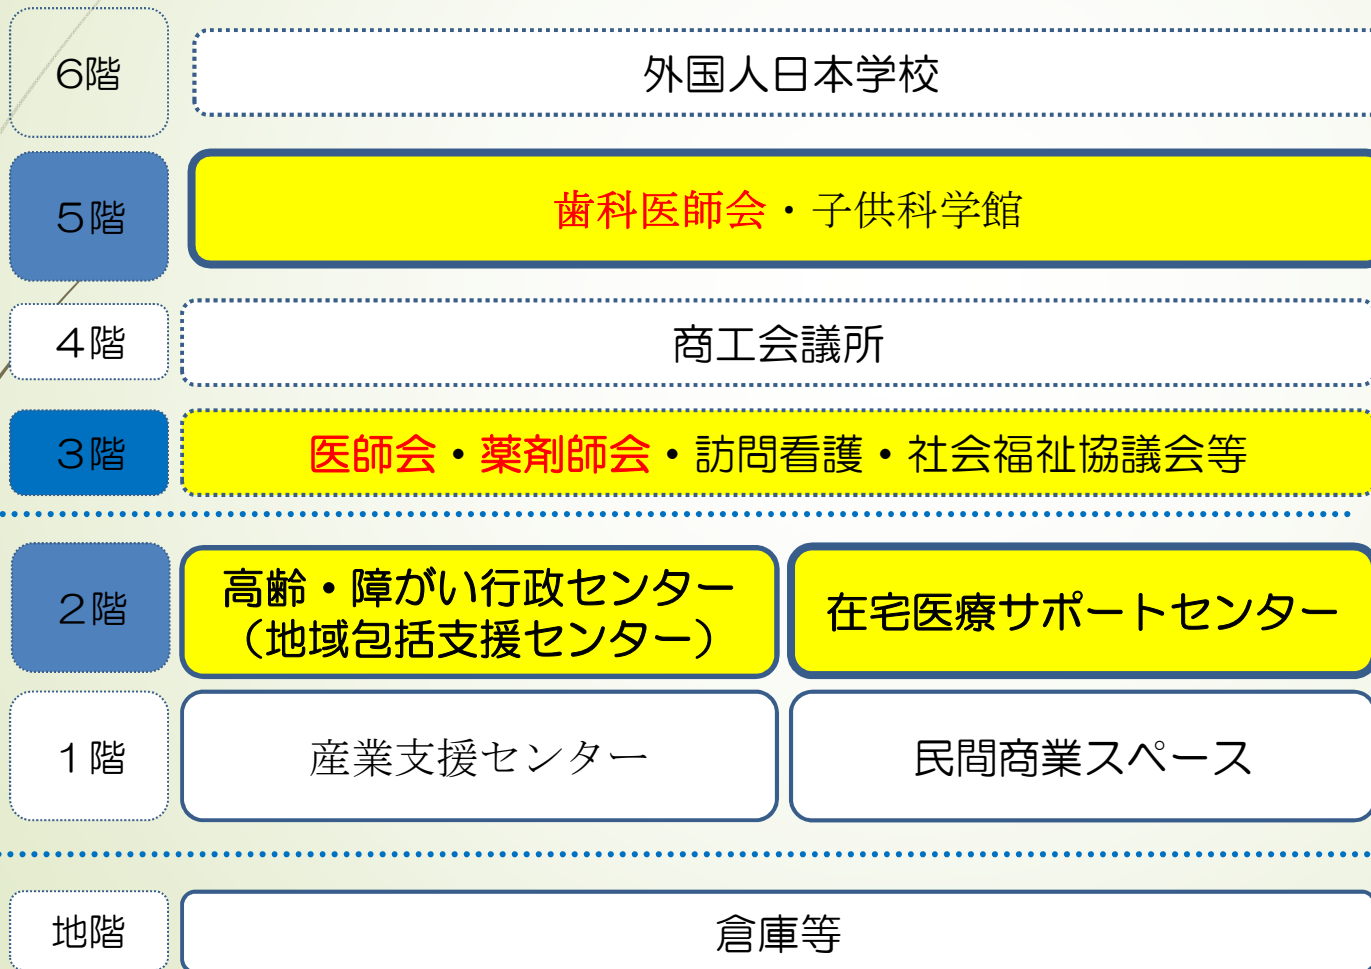 6階
外国人日本学校
5階
歯科医師会・子供科学館
4階
商工会議所
3階
医師会・薬剤師会・訪問看護・社会福祉協議会等
2階
高齢・障がい行政センター
（地域包括支援センター）
在宅医療サポートセンター
1階
産業支援センター
民間商業スペース
地階
倉庫等